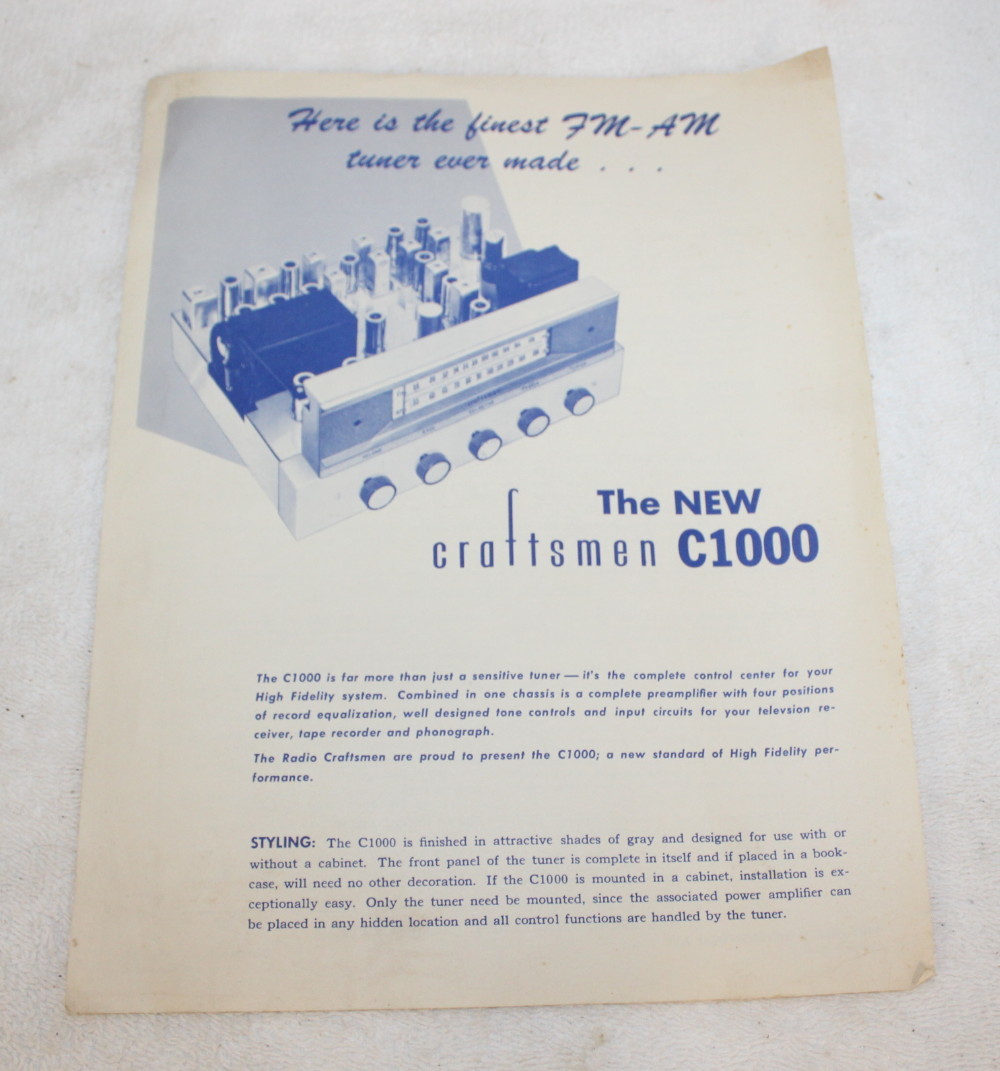 Here is the finest FM-AM
tuner ever made . . .
The NEW
craftsmen C1000
The C1000 is far more than just a sensitive tuner — it's the complete control center for your
High Fidelity system. Combined in one chassis is a complete preamplifier with four positions
of record equalization, well designed tone controls and input circuits for your televsion re-
ceiver, tape recorder and phonograph.
The Radio Craftsmen are proud to present the C1000; a new standard of High Fidelity per-
formance.
STYLING: The C1000 is finished in attractive shades of gray and designed for use with or
without a cabinet. The front panel of the tuner is complete in itself and if placed in a book-
case, will need no other decoration. If the C1000 is mounted in a cabinet, installation is ex-
ceptionally easy. Only the tuner need be mounted, since the associated power amplifier can
be placed in any hidden location and all control functions are handled by the tuner.